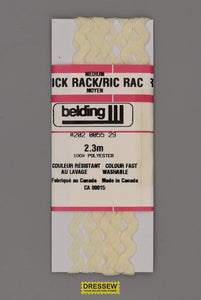 MEDIUM
ICK RACK/RIC RAC R
MOYEN
belding
#202 0055 29
2.3m
100% POLYESTER
COULEUR RÉSISTANT COLOUR FAST
AU LAVAGE WASHABLE
Fabriqué au Canada Made in Canada
CA 00015
DRESSEW